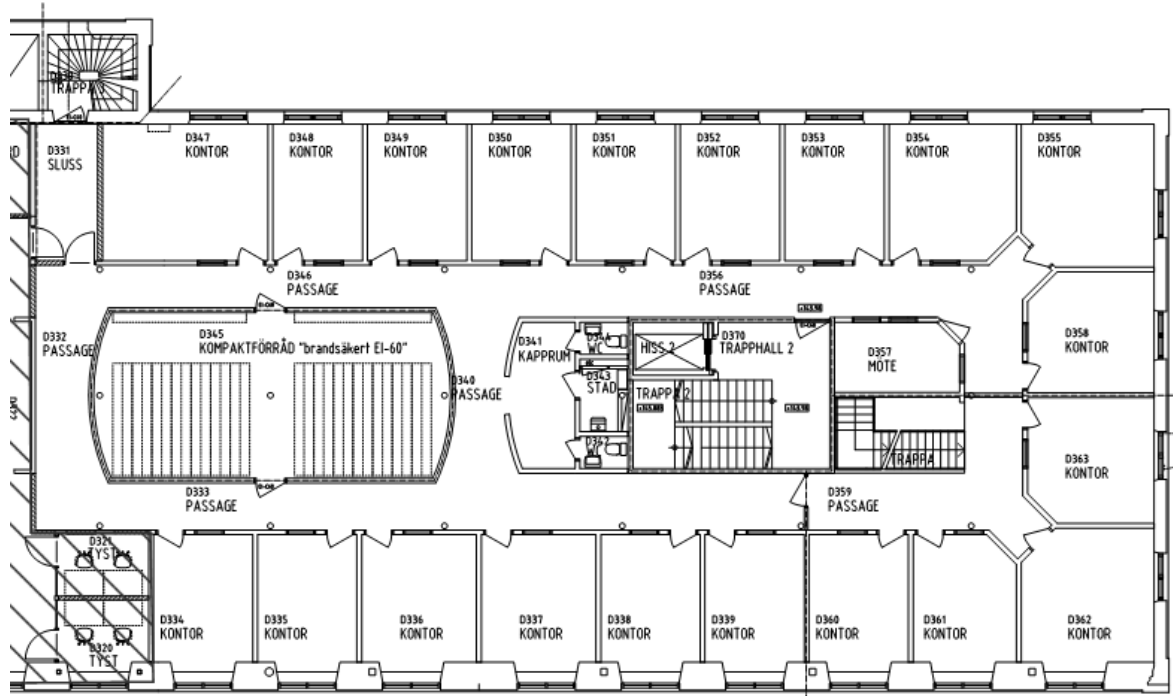 D330
TRAPPA 3
EI-C60
D331
SLUSS
D347
KONTOR
D348
KONTOR
D349
KONTOR
D350
KONTOR
D351
KONTOR
D352
KONTOR
D353
KONTOR
D354
KONTOR
D355
KONTOR
D346
PASSAGE
D356
PASSAGE
D332
PASSAGE
D345
KOMPAKTFÖRRÅD "brandsäkert EI-60"
D340
PASSAGE
D341
KAPPRUM
D344
WC
D343
STÄD
D342
HISS 2
D370
TRAPPHALL 2
TRAPPA 2
D357
MÖTE
TRAPPA
D358
KONTOR
D363
KONTOR
D333
PASSAGE
D359
PASSAGE
D321
TYST
D320
TYST
D334
KONTOR
D335
KONTOR
D336
KONTOR
D337
KONTOR
D338
KONTOR
D339
KONTOR
D360
KONTOR
D361
KONTOR
D362
KONTOR